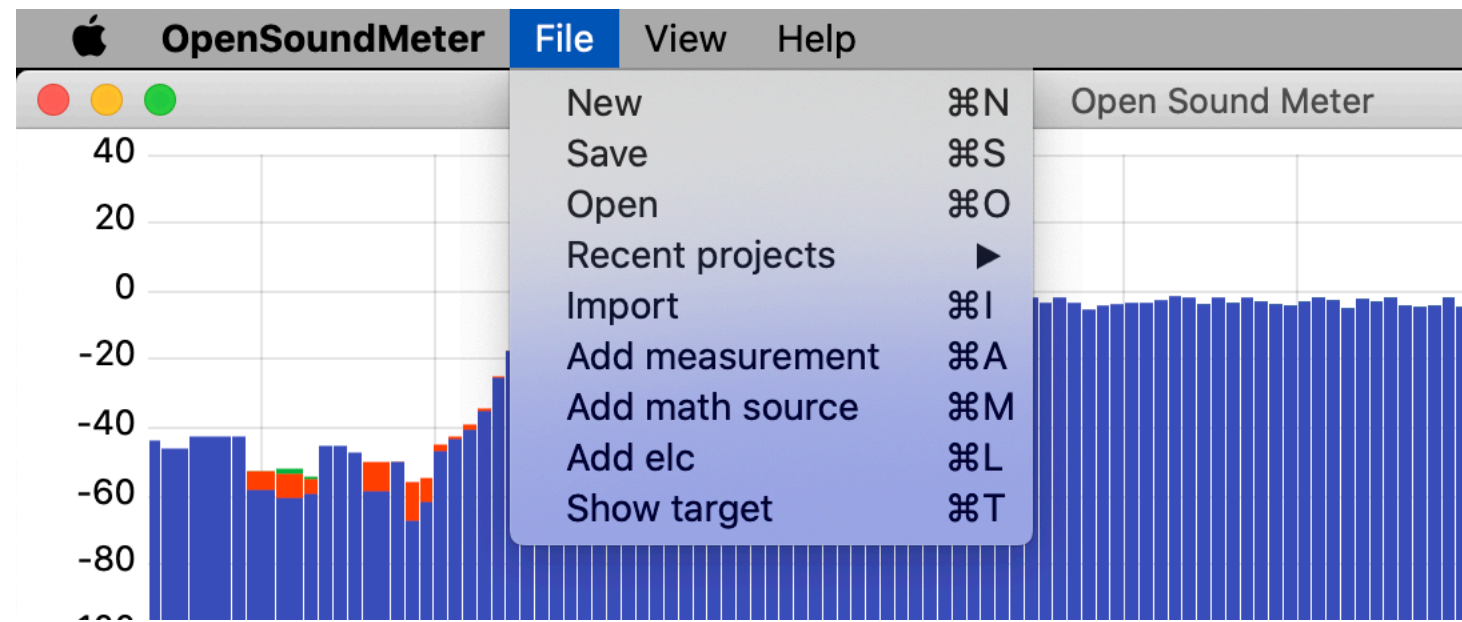 OpenSoundMeter File View Help
Open Sound Meter
New ⌘N
Save ⌘S
Open ⌘O
Recent projects ▶
Import ⌘I
Add measurement ⌘A
Add math source ⌘M
Add elc ⌘L
Show target ⌘T
40
20
0
-20
-40
-60
-80